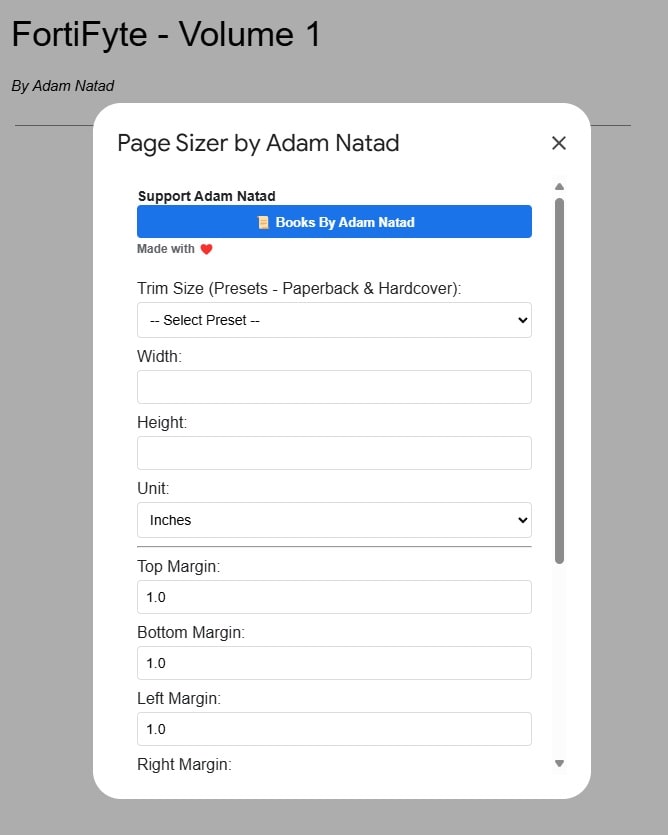 FortiFyte - Volume 1
By Adam Natad
Page Sizer by Adam Natad
Support Adam Natad
📜 Books By Adam Natad
Made with ❤️
Trim Size (Presets - Paperback & Hardcover):
-- Select Preset --
Width:
Height:
Unit:
Inches
Top Margin:
1.0
Bottom Margin:
1.0
Left Margin:
1.0
Right Margin: